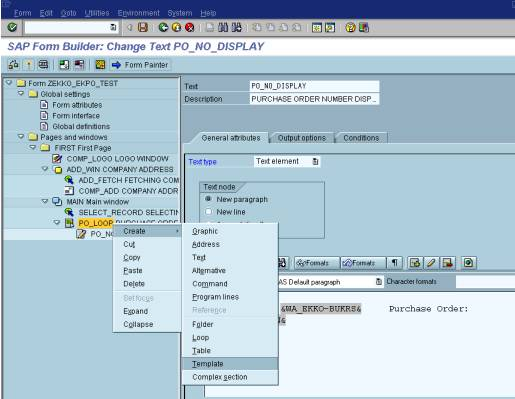 Form Edit Goto Utilities Environment System Help
SAP Form Builder: Change Text PO_NO_DISPLAY
Form Painter
Form ZEKKO_EKPO_TEST
Global settings
Form attributes
Form interface
Global definitions
Pages and windows
FIRST First Page
COMP_LOGO LOGO WINDOW
ADD_WIN COMPANY ADDRESS
ADD_FETCH FETCHING COM
COMP_ADD COMPANY ADDR
MAIN Main window
SELECT_RECORD SELECTIN
PO_LOOP PURCHASE ORDE
PO_NO
Text PO_NO_DISPLAY
Description PURCHASE ORDER NUMBER DISP...
General attributes Output options Conditions
Text type Text element
Text node
New paragraph
New line
Formats Formats
AS Default paragraph Character formats
&WA_EKKO-BUKRS& Purchase Order:
Create
Cut
Copy
Paste
Delete
Set focus
Expand
Collapse
Graphic
Address
Text
Alternative
Command
Program lines
Reference
Folder
Loop
Table
Template
Complex section